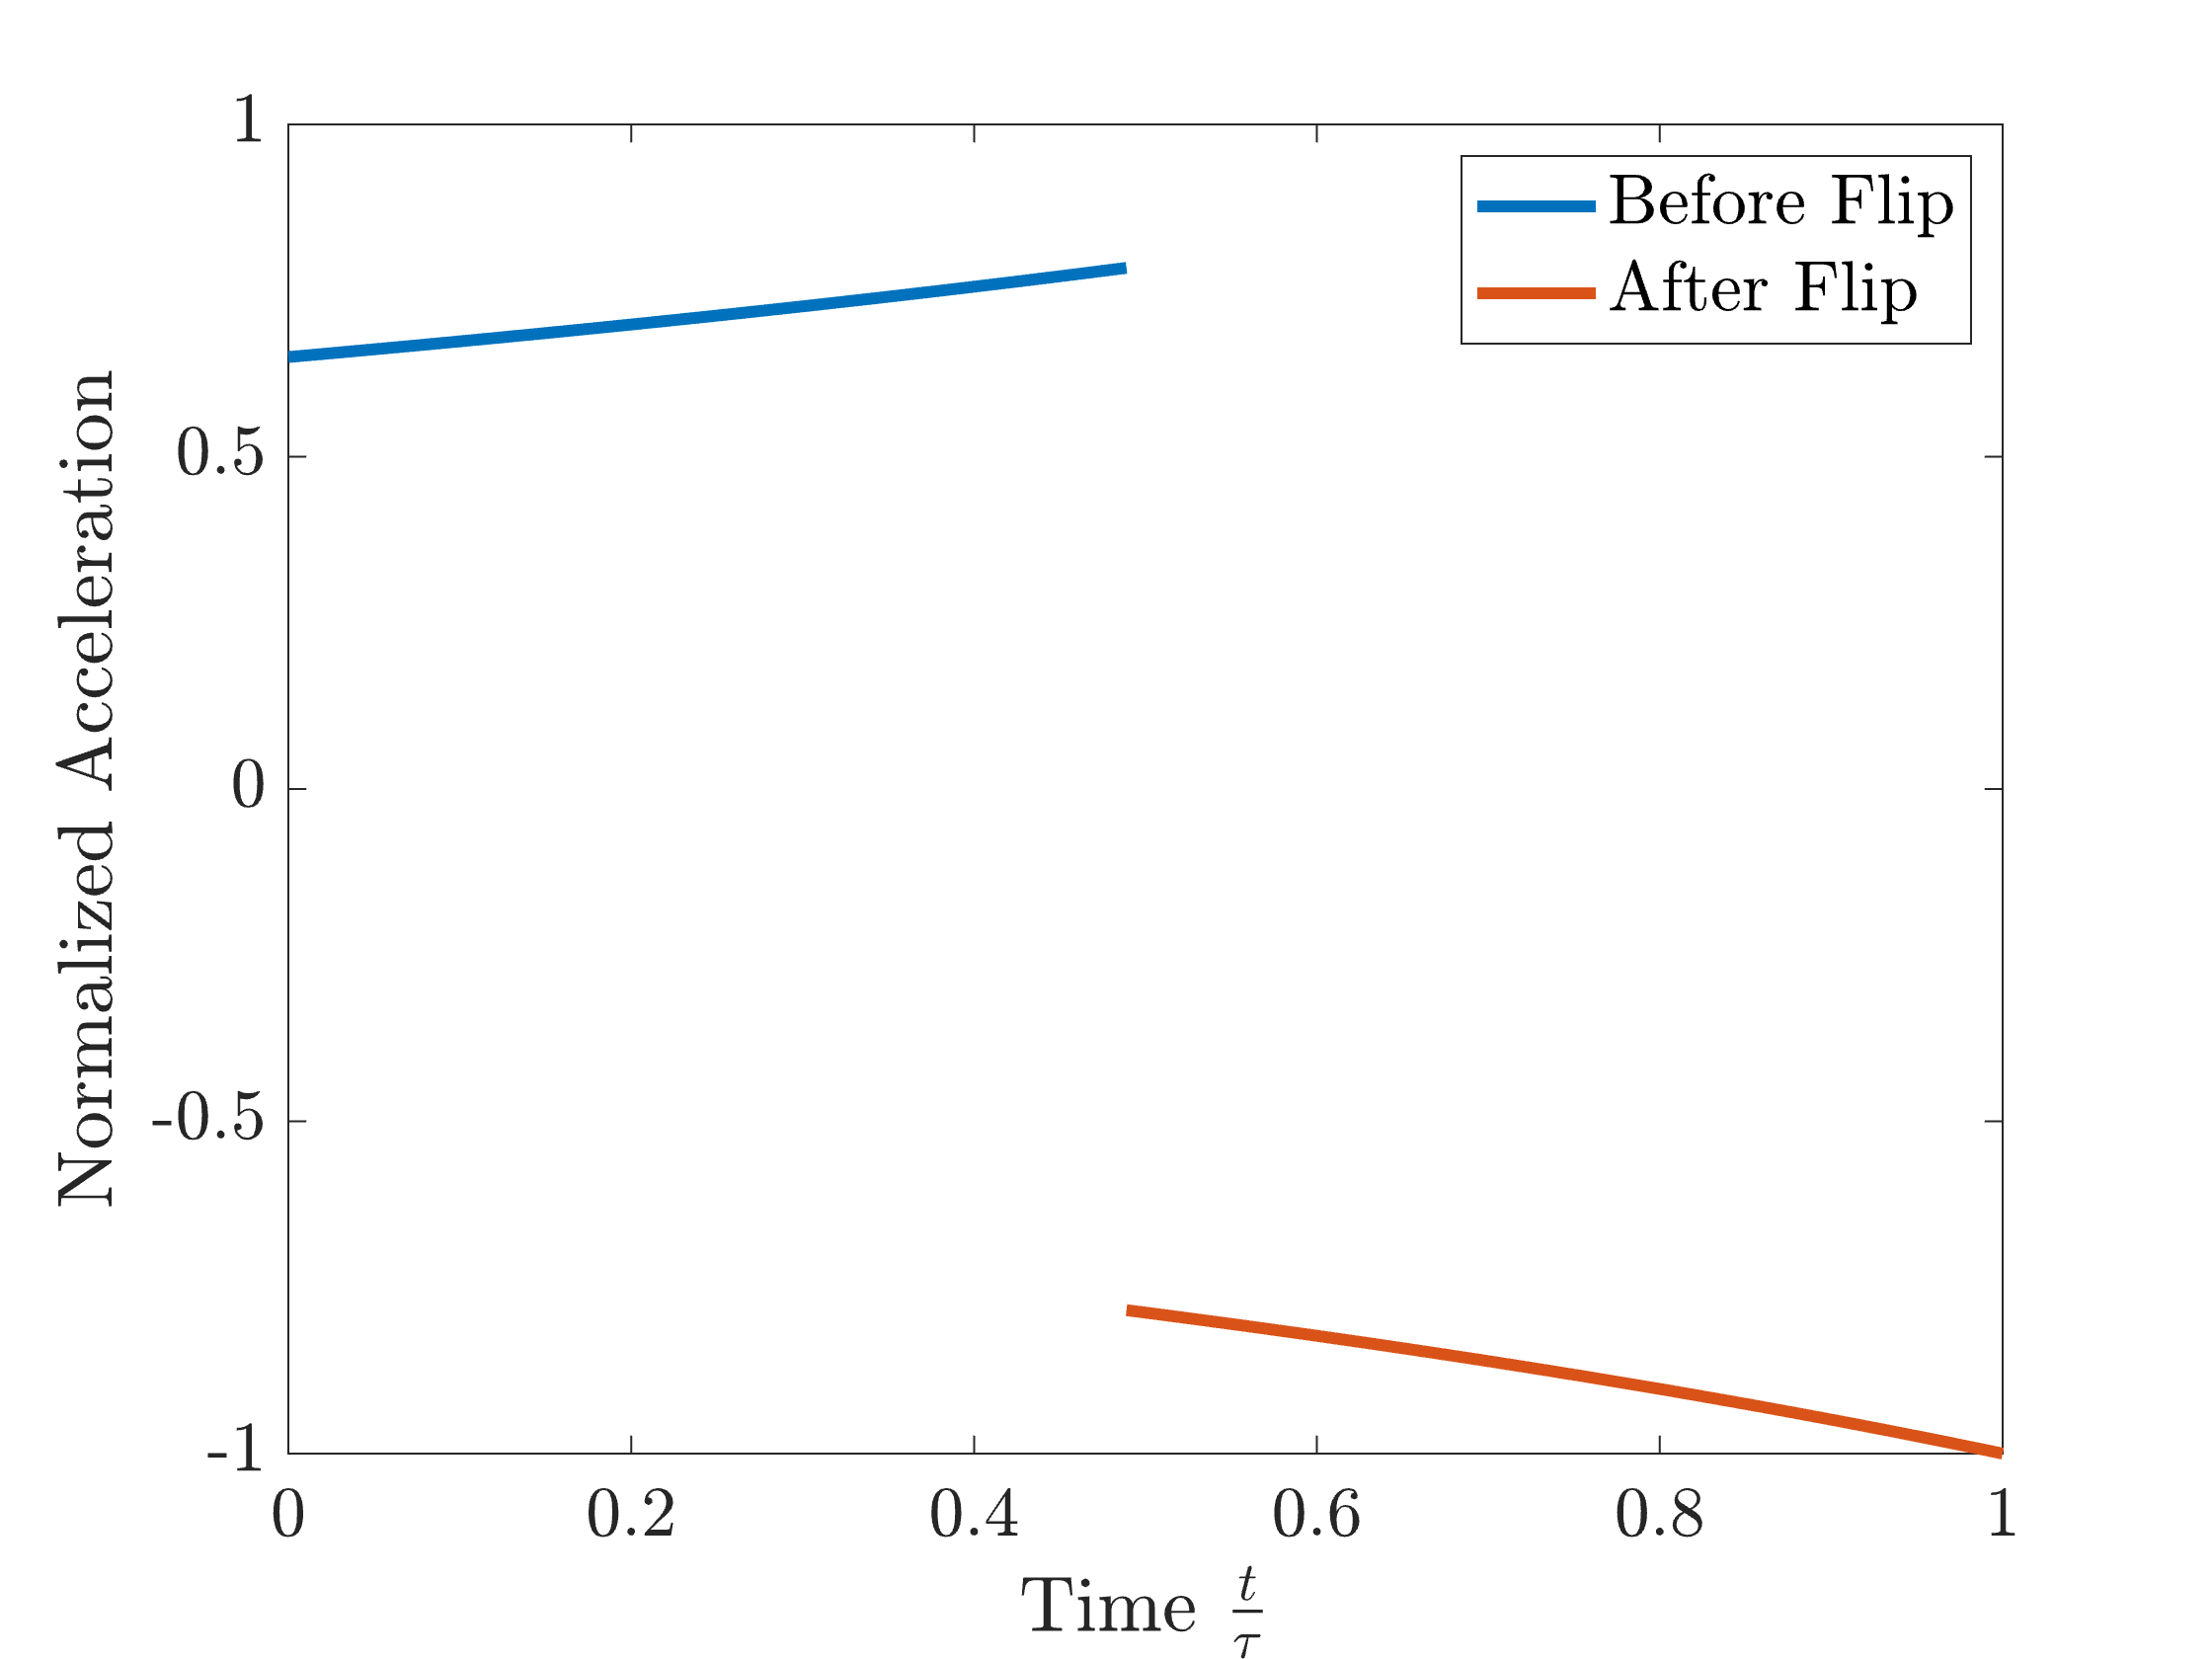 1
0.5
0
-0.5
-1
Normalized Acceleration
Before Flip
After Flip
0 0.2 0.4 0.6 0.8 1
Time t/τ